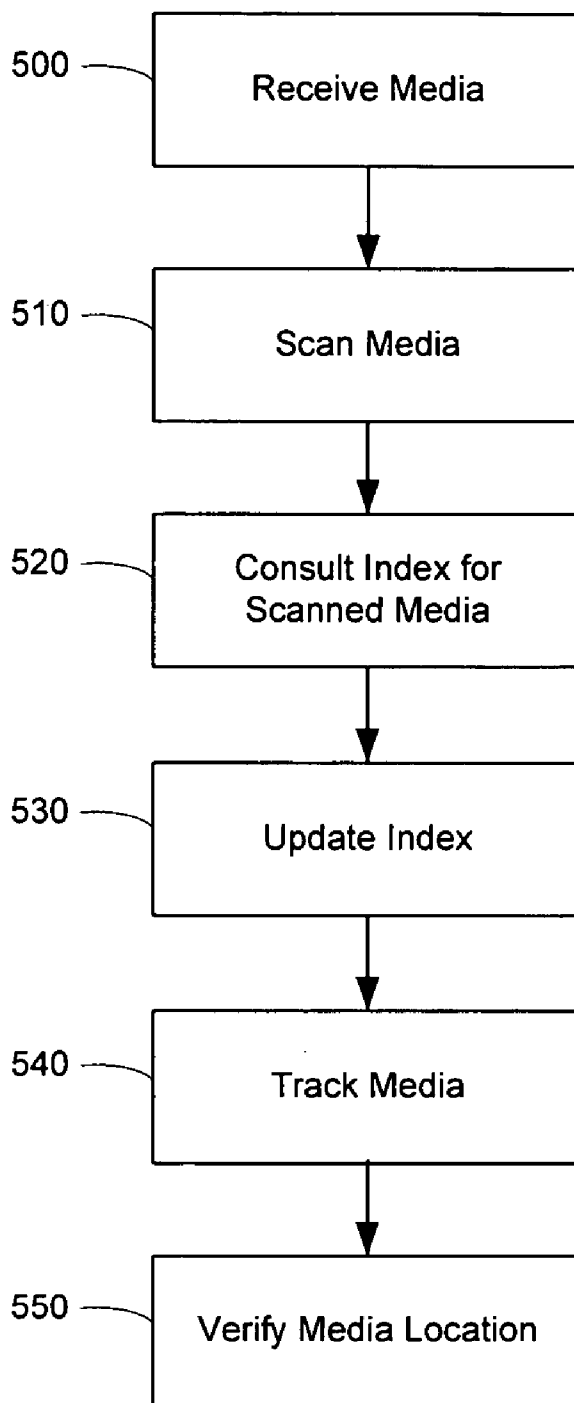 500
Receive Media
510
Scan Media
520
Consult Index for
Scanned Media
530
Update Index
540
Track Media
550
Verify Media Location